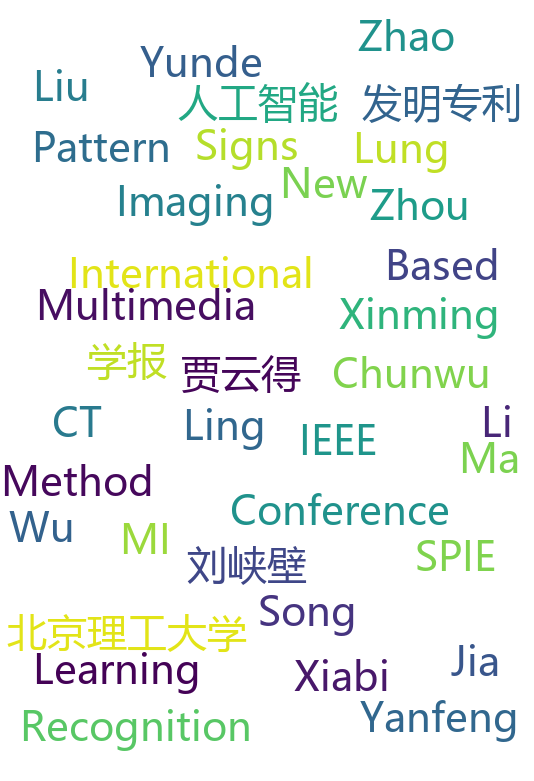 Zhao
Yunde
Liu
人工智能 发明专利
Pattern Signs Lung
New
Imaging Zhou
International Based
Multimedia Xinming
学报 贾云得 Chunwu
CT Ling IEEE Li
Ma
Method
Wu MI Conference
刘峡壁 SPIE
Song
北京理工大学
Learning Xiabi Jia
Recognition Yanfeng